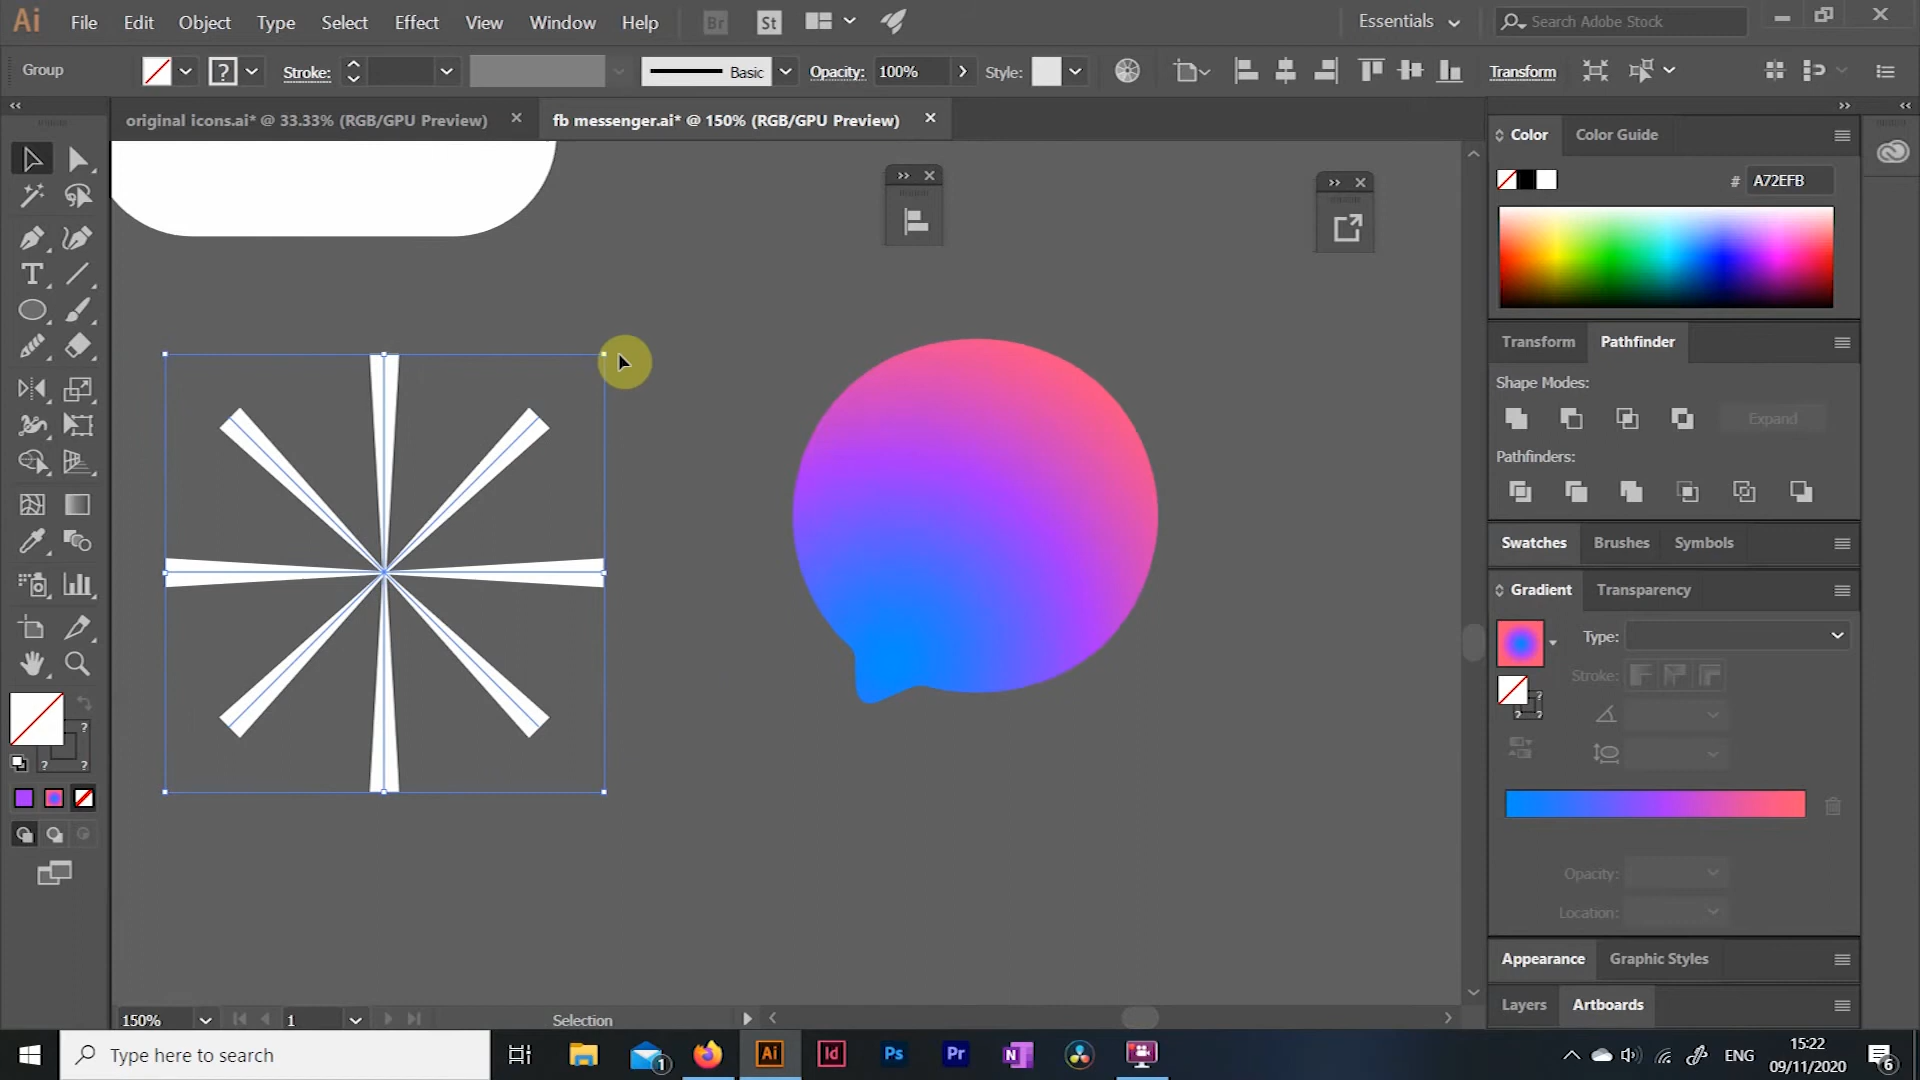 Ai File Edit Object Type Select Effect View Window Help Br St Essentials Search Adobe Stock
Group ? Stroke: Basic Opacity: 100% Style: Transform
original icons.ai* @ 33.33% (RGB/GPU Preview) fb messenger.ai* @ 150% (RGB/GPU Preview)
Color Color Guide
# A72EFB
Transform Pathfinder
Shape Modes:
Expand
Pathfinders:
Swatches Brushes Symbols
Gradient Transparency
Type:
Stroke:
? ?
? ?
Opacity:
Location:
Appearance Graphic Styles
Layers Artboards
150% 1 Selection
Type here to search 1 Ai Id Ps Pr N ENG 15:22
09/11/2020 6